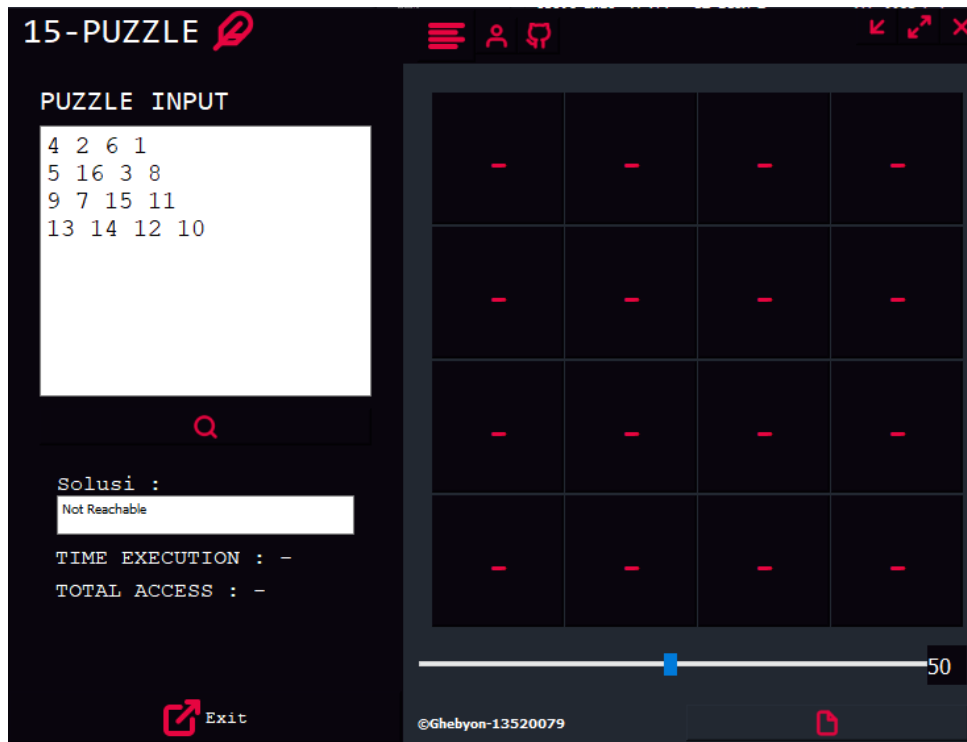 15-PUZZLE
PUZZLE INPUT
4 2 6 1
5 16 3 8
9 7 15 11
13 14 12 10
Solusi :
Not Reachable
TIME EXECUTION : -
TOTAL ACCESS : -
Exit
- - - -
- - - -
- - - -
- - - -
50
©Ghebyon-13520079